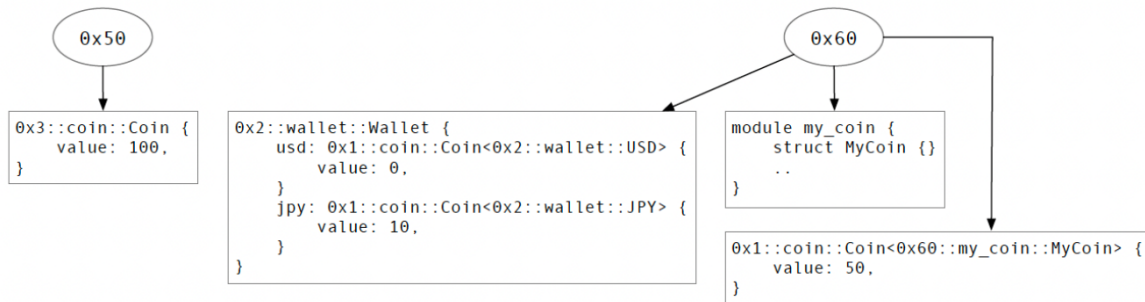 0x50
0x60
0x3::coin::Coin {
    value: 100,
}
0x2::wallet::Wallet {
    usd: 0x1::coin::Coin<0x2::wallet::USD> {
        value: 0,
    }
    jpy: 0x1::coin::Coin<0x2::wallet::JPY> {
        value: 10,
    }
}
module my_coin {
    struct MyCoin {}
    ..
}
0x1::coin::Coin<0x60::my_coin::MyCoin> {
    value: 50,
}